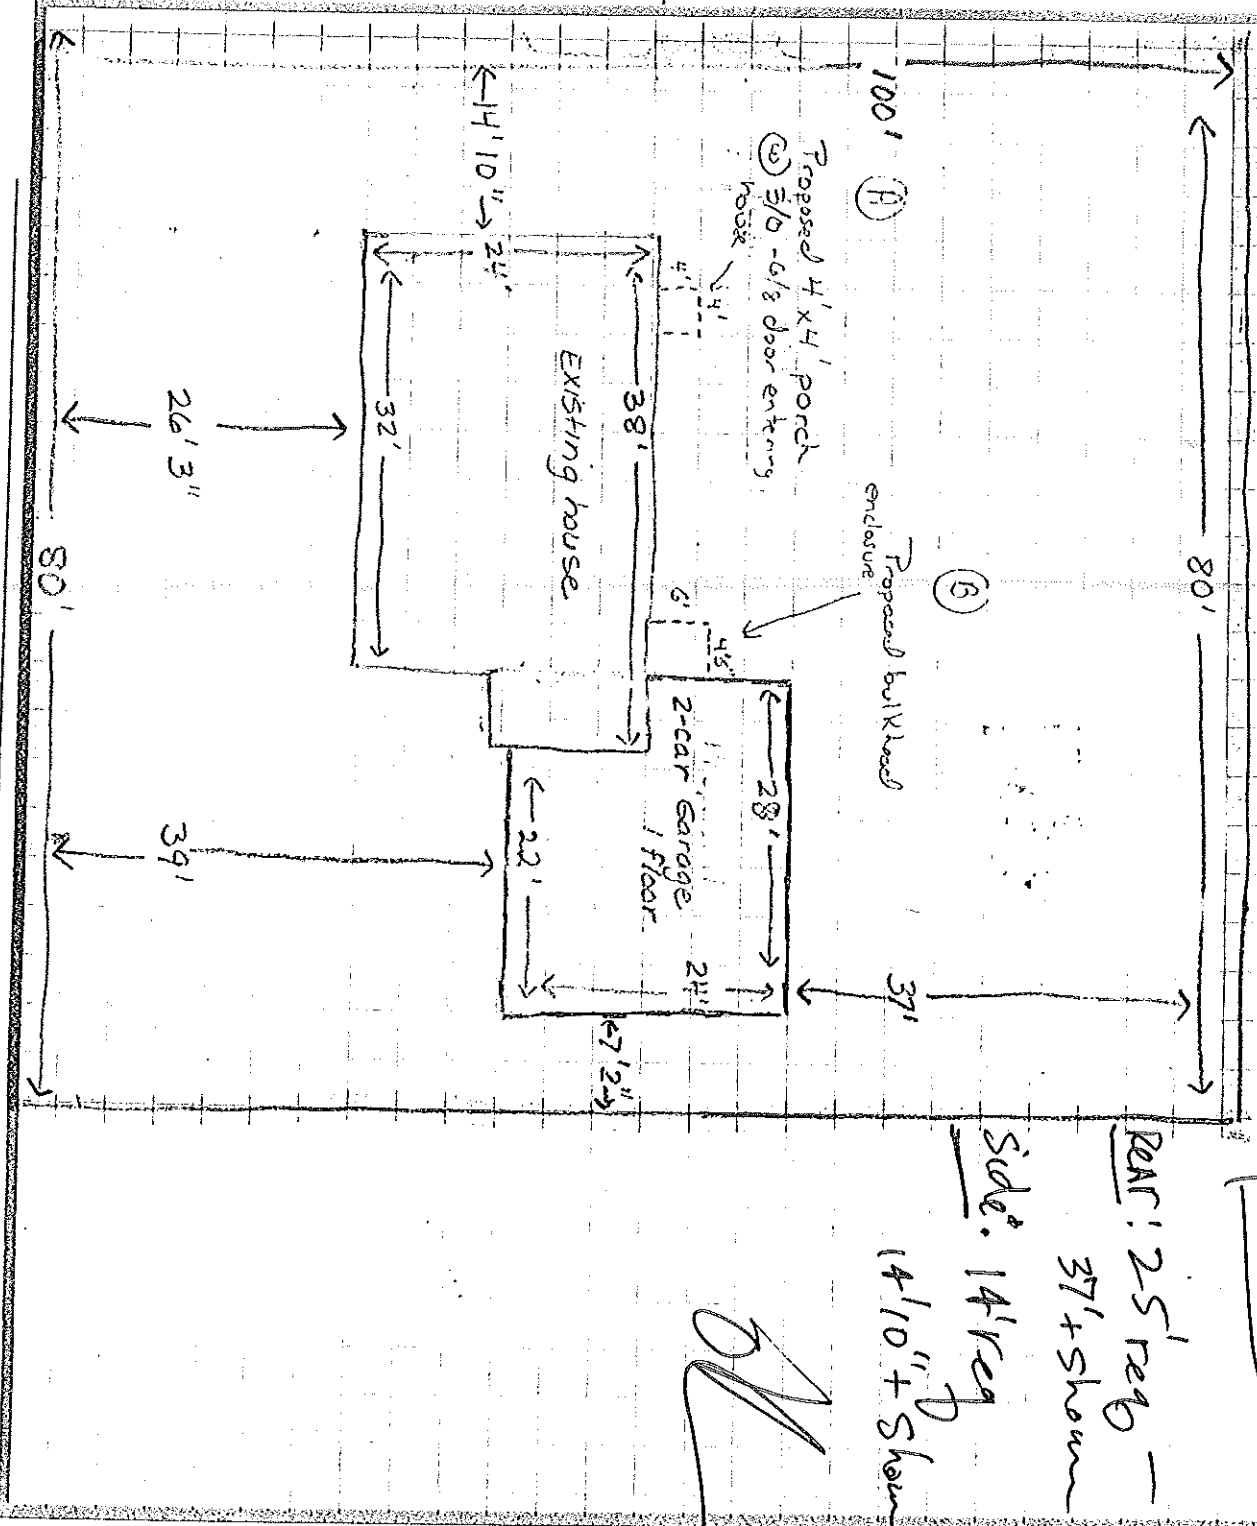 80'
100'
(A)
Proposed 4' x 4' porch
(w) 3/0 - 6/8 door entering
house
4'
4'
(B)
Proposed bulkhead
enclosure
6'
4'5"
37'
14' 10"
24'
38'
Existing house
32'
28'
2-car Garage
1 floor
24'
22'
7'2"
26' 3"
39'
80'
Rear: 25' req –
37' + shown
Side: 14' req
14'10" + shown